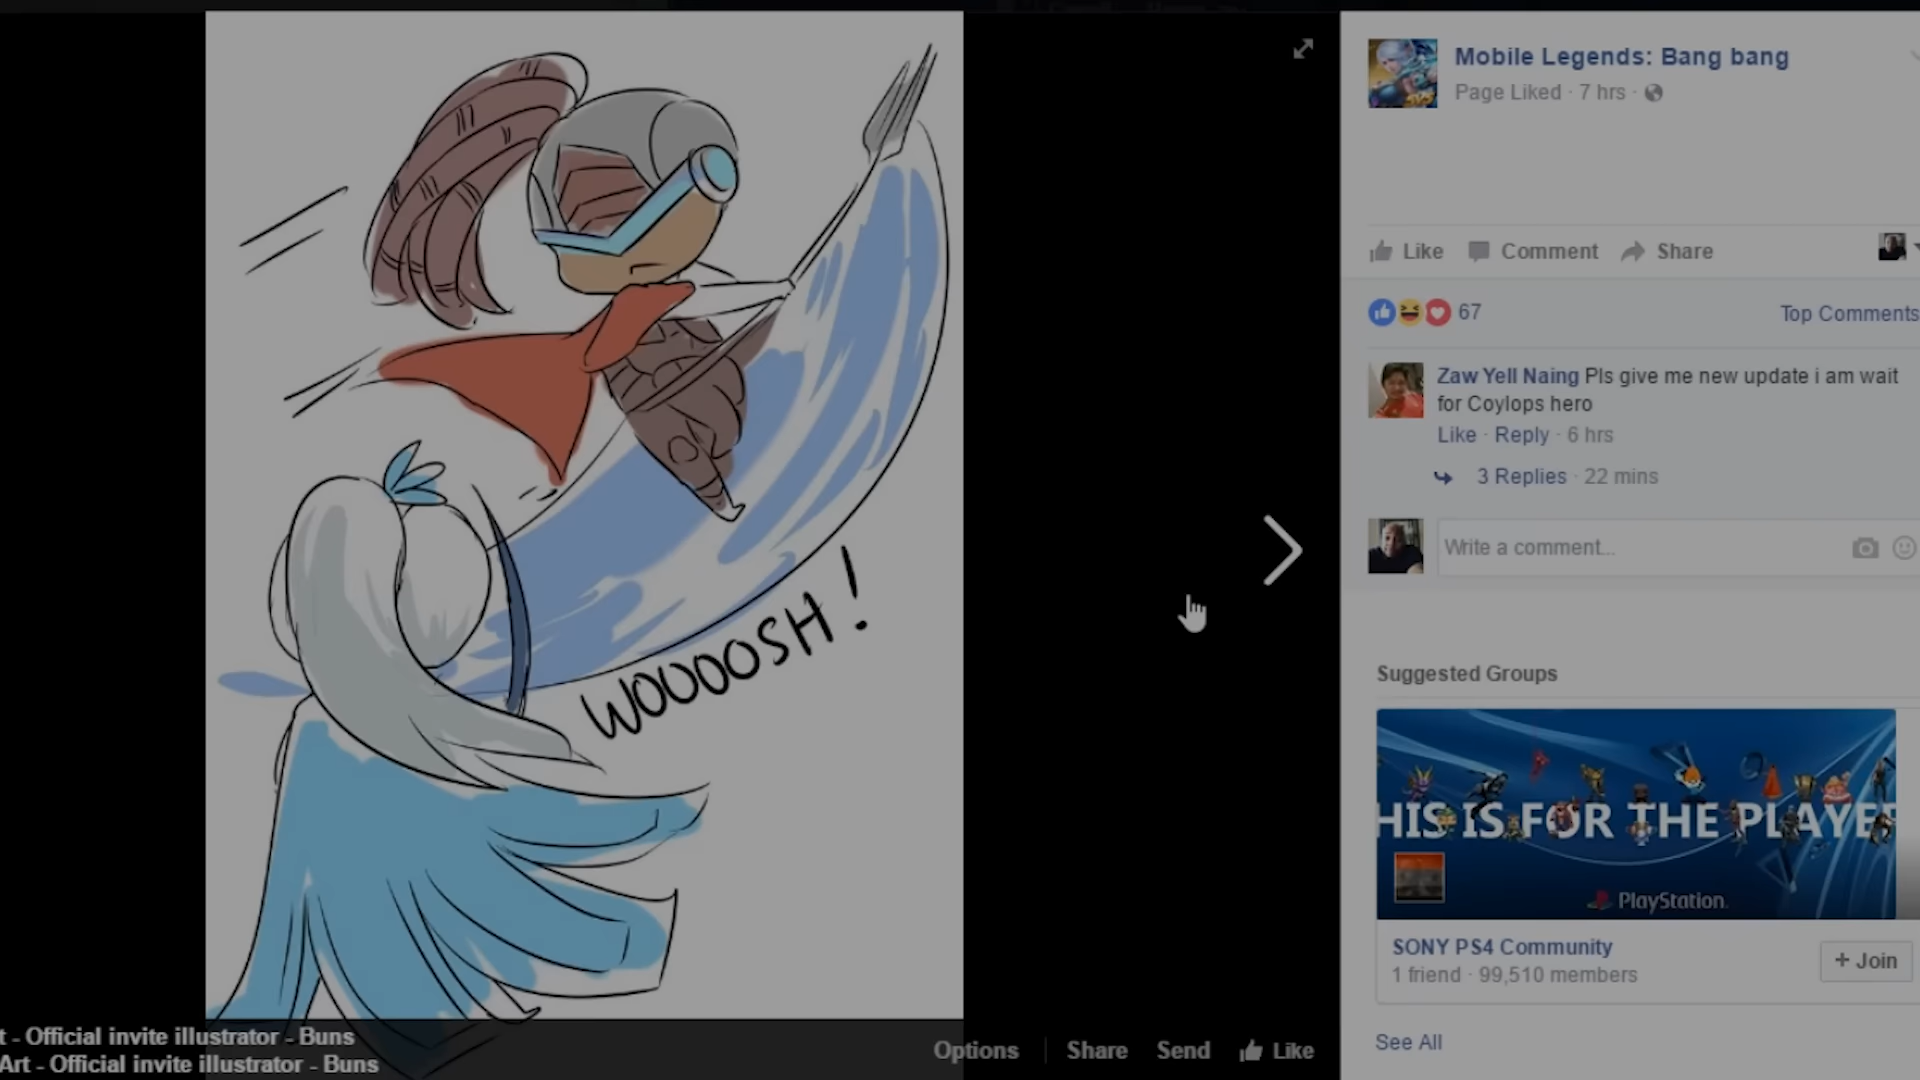 WOOOOSH!
t - Official invite illustrator - Buns
Art - Official invite illustrator - Buns
Options
Share
Send
Like
Mobile Legends: Bang bang
Page Liked · 7 hrs ·
Like
Comment
Share
67
Top Comments
Zaw Yell Naing Pls give me new update i am wait
for Coylops hero
Like · Reply · 6 hrs
3 Replies · 22 mins
Write a comment...
Suggested Groups
HIS IS FOR THE PLAYE
PlayStation.
SONY PS4 Community
1 friend · 99,510 members
+ Join
See All